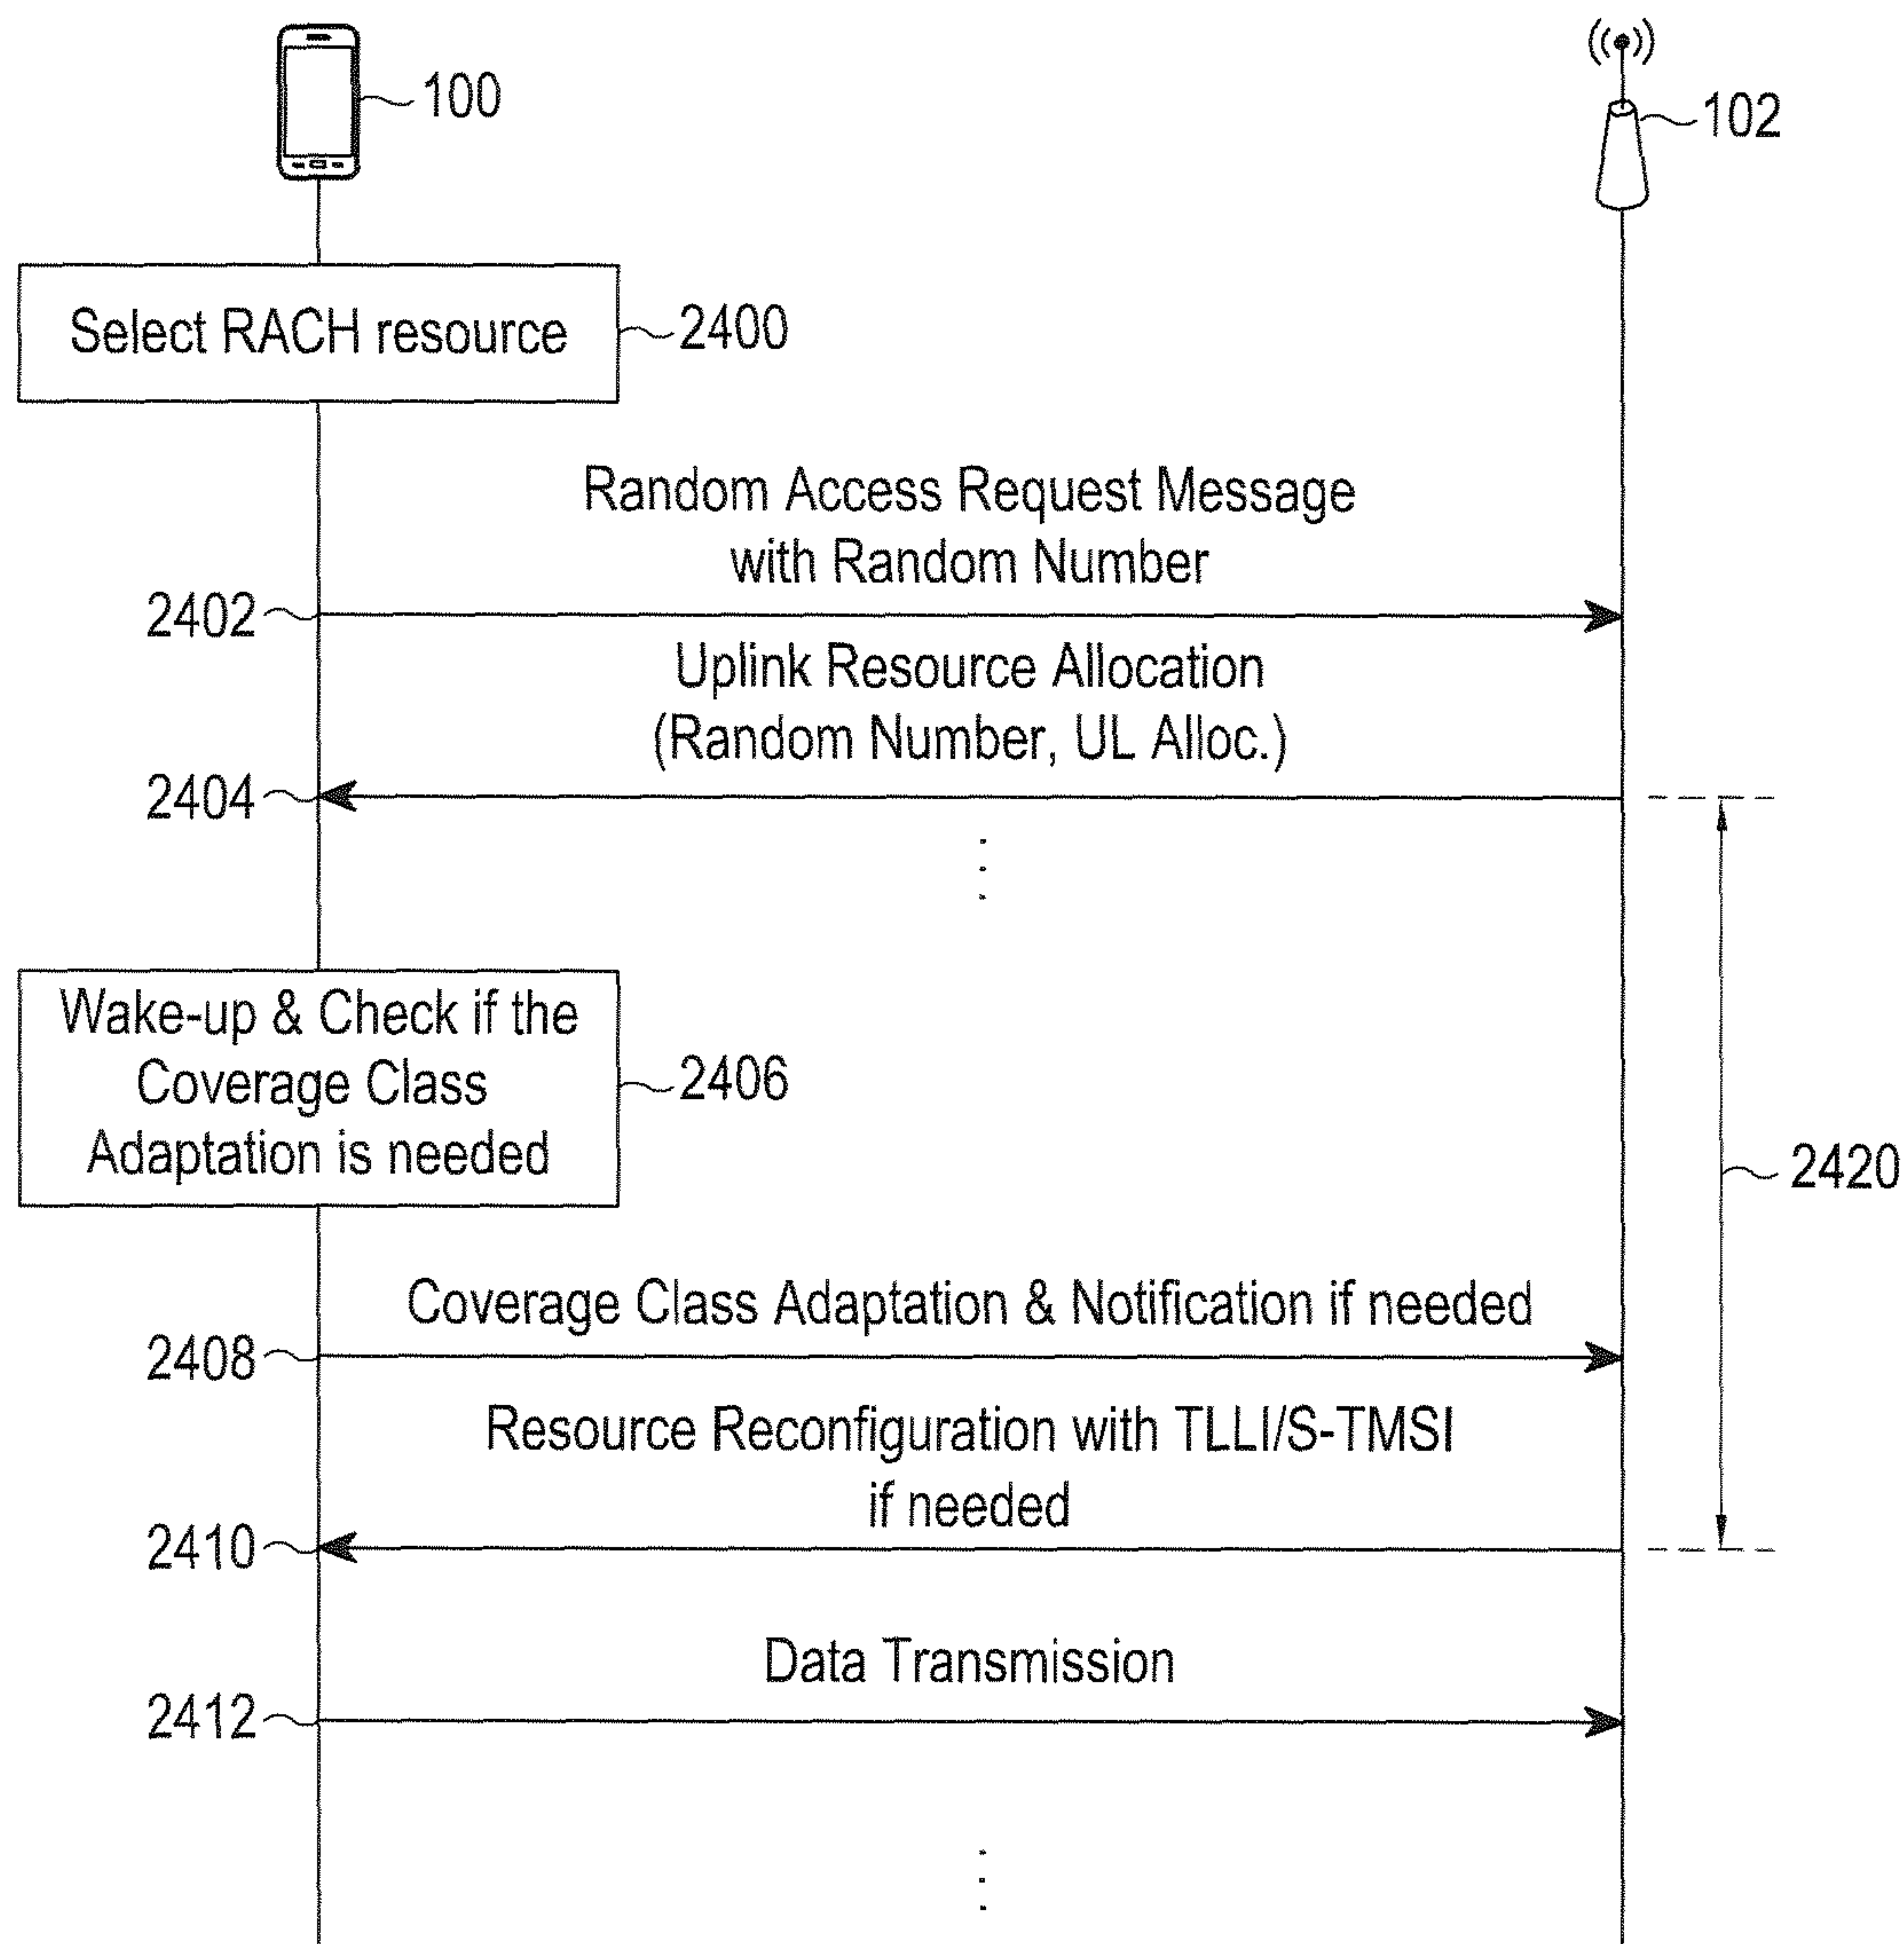 100
102
Select RACH resource
2400
Random Access Request Message
with Random Number
2402
Uplink Resource Allocation
(Random Number, UL Alloc.)
2404
Wake-up & Check if the
Coverage Class
Adaptation is needed
2406
2420
Coverage Class Adaptation & Notification if needed
2408
Resource Reconfiguration with TLLI/S-TMSI
if needed
2410
Data Transmission
2412